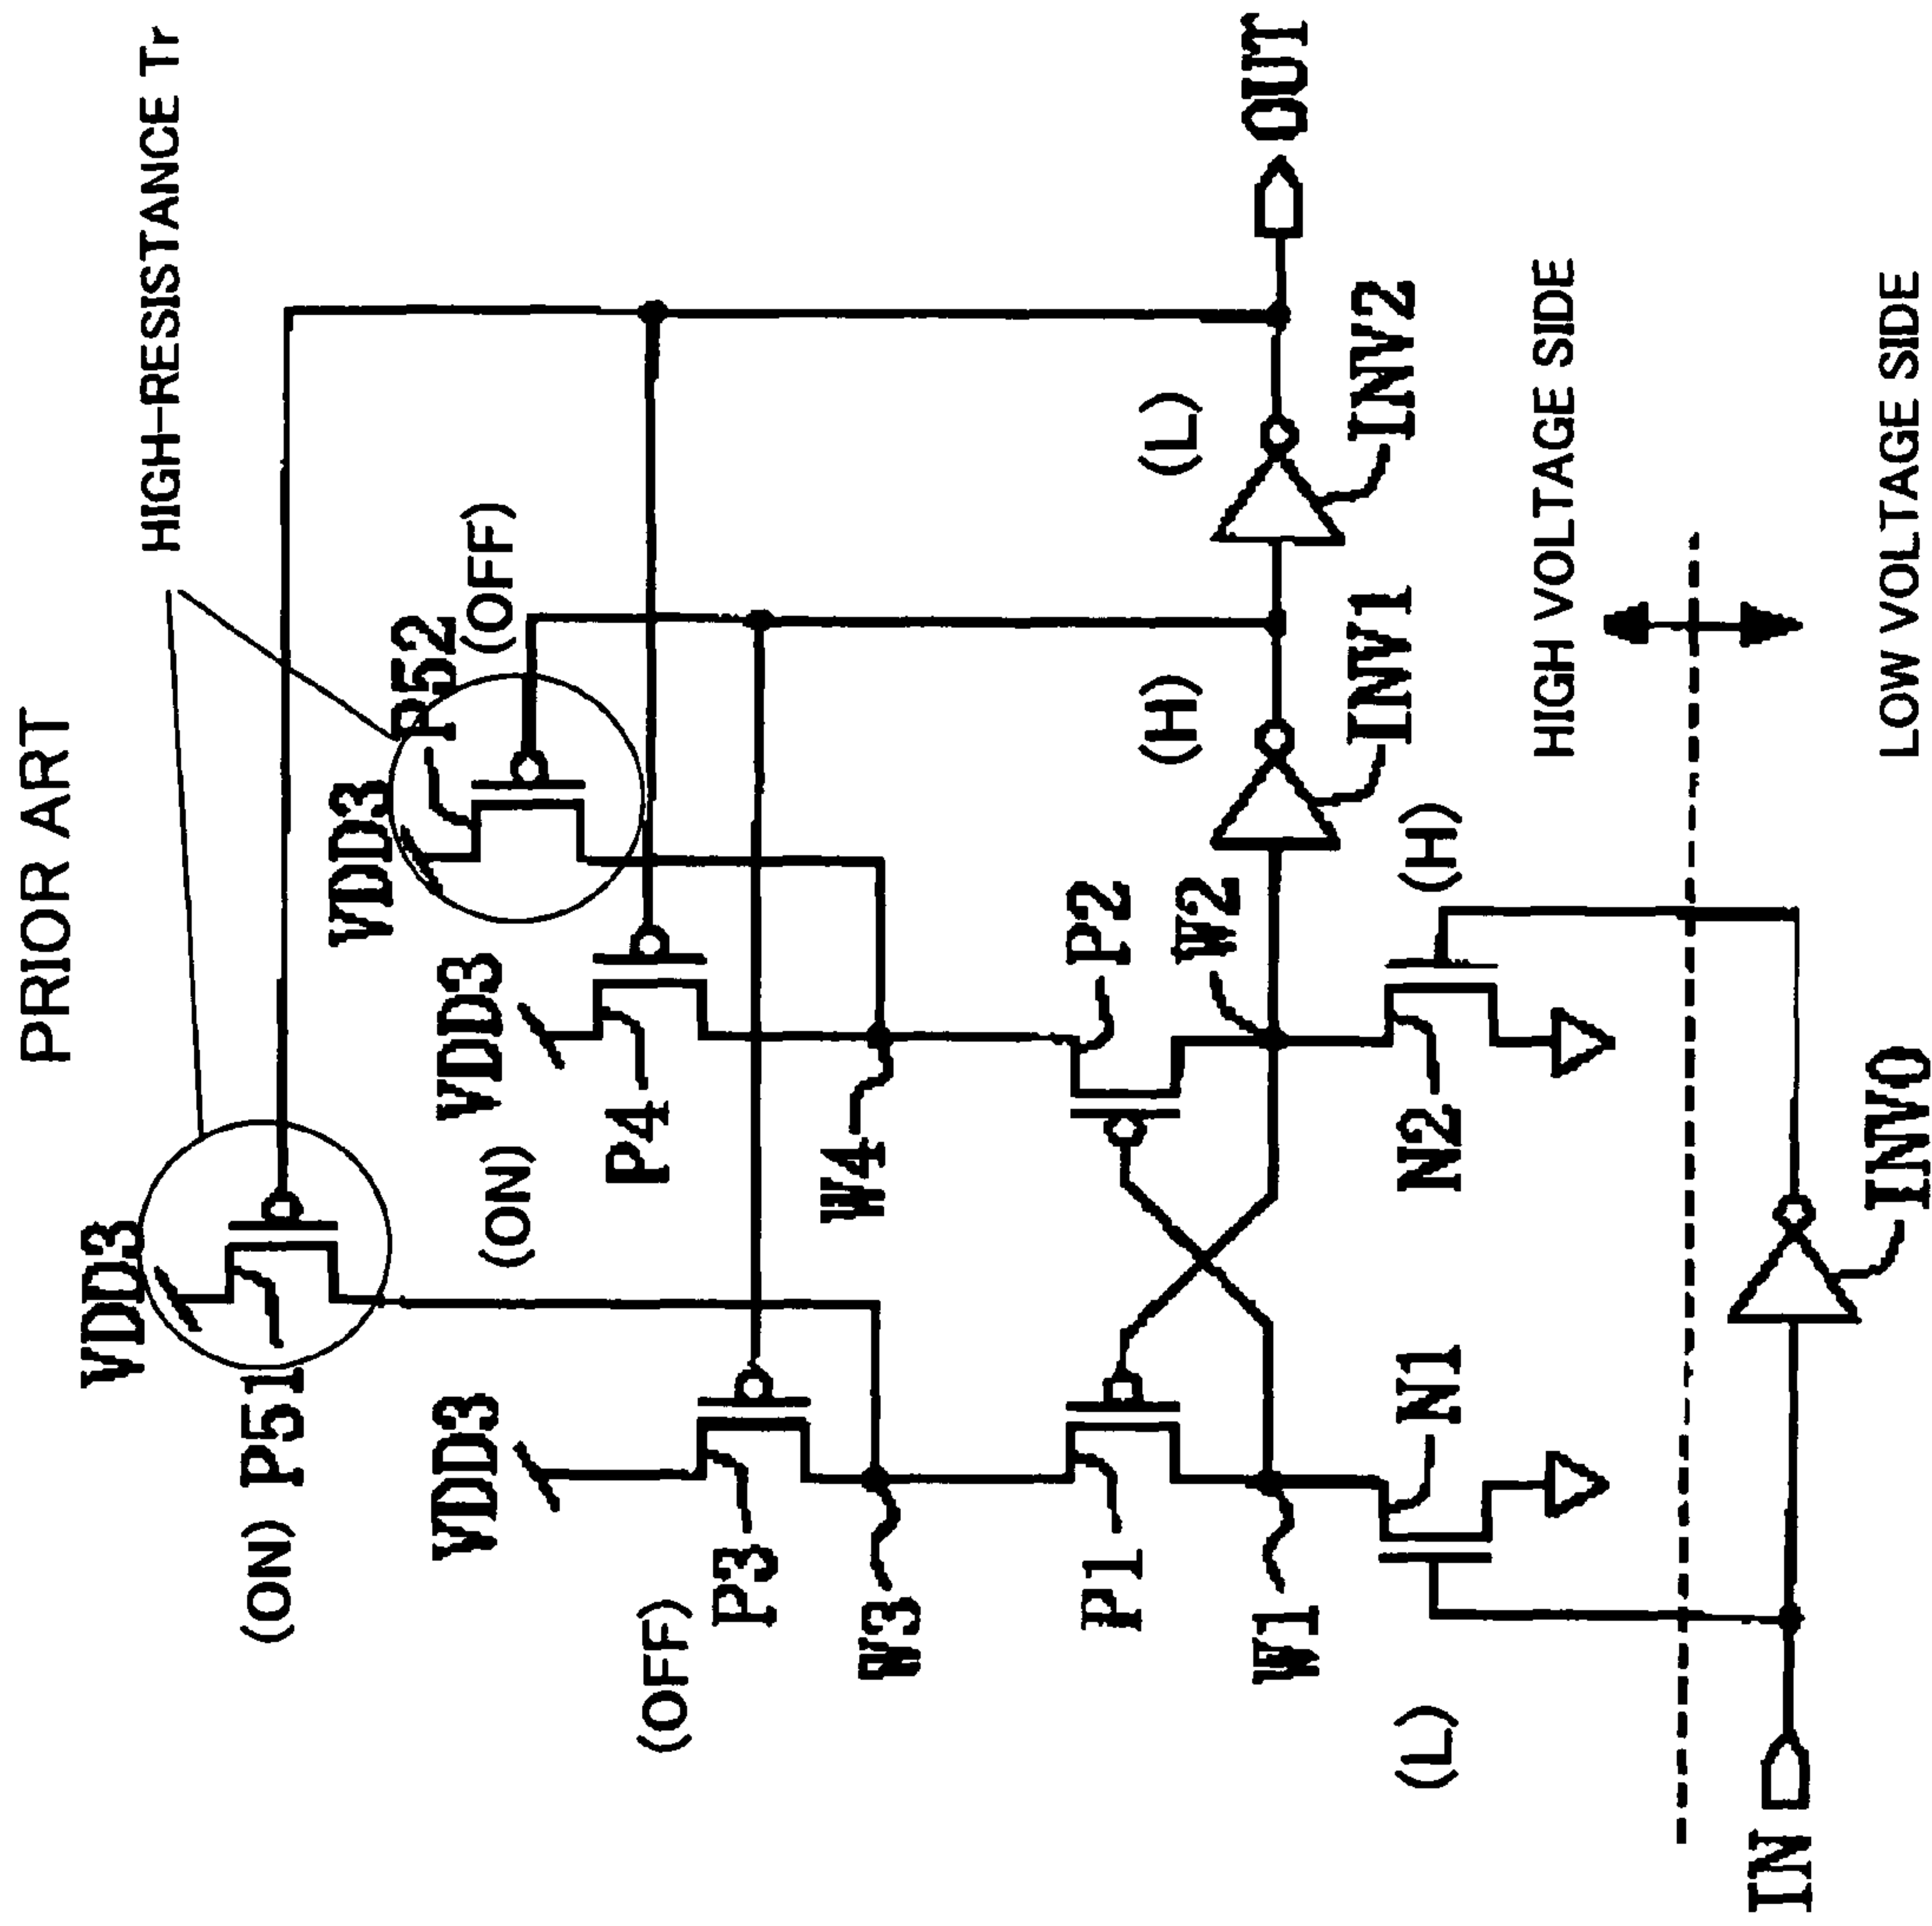 PRIOR ART
HIGH-RESISTANCE Tr
VDD3
(ON) P51
VDD3
P52
(OFF)
VDD3
P3
(OFF)
VDD3
P4
(ON)
W3
W4
P1
P2
W1
W2
N1
(L)
N2
(H)
INV1
(H)
INV2
(L)
OUT
HIGH VOLTAGE SIDE
LOW VOLTAGE SIDE
IN
INV0